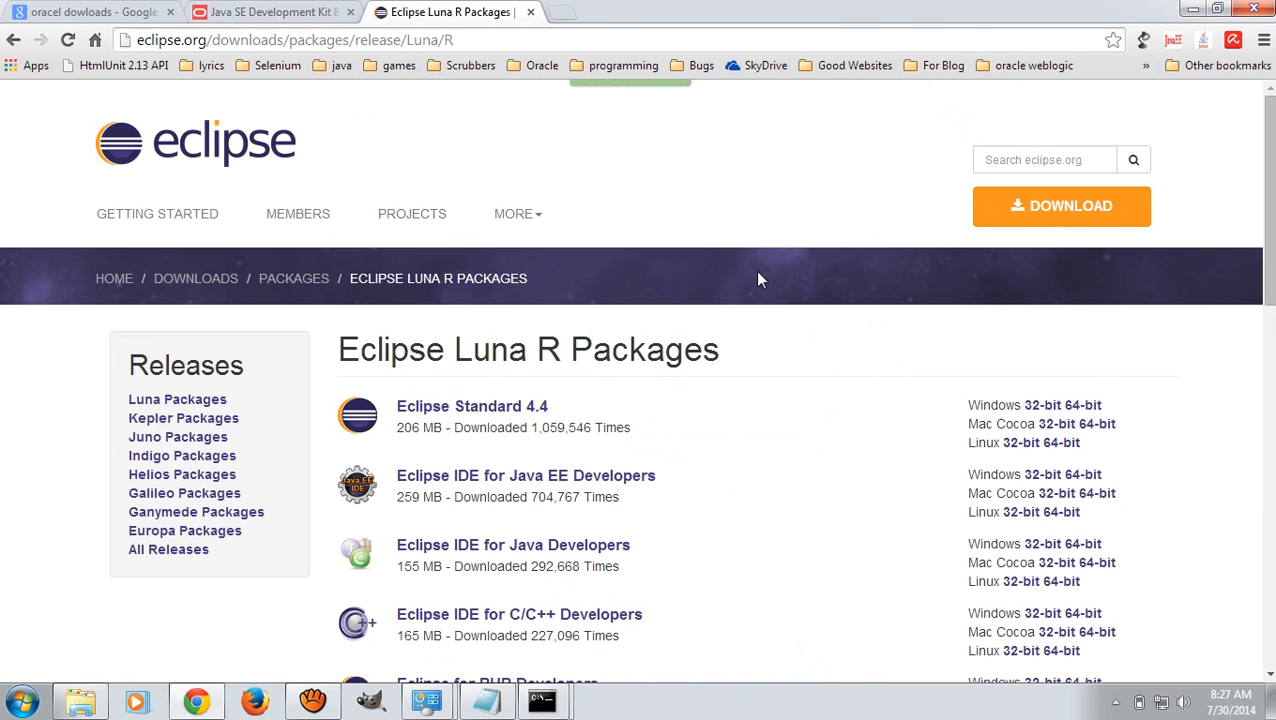 oracel dowloads - Google
Java SE Development Kit 8
Eclipse Luna R Packages |
eclipse.org/downloads/packages/release/Luna/R
Apps HtmlUnit 2.13 API lyrics Selenium java games Scrubbers Oracle programming Bugs SkyDrive Good Websites For Blog oracle weblogic » Other bookmarks
eclipse
Search eclipse.org
DOWNLOAD
GETTING STARTED MEMBERS PROJECTS MORE
HOME / DOWNLOADS / PACKAGES / ECLIPSE LUNA R PACKAGES
Releases
Luna Packages
Kepler Packages
Juno Packages
Indigo Packages
Helios Packages
Galileo Packages
Ganymede Packages
Europa Packages
All Releases
Eclipse Luna R Packages
Eclipse Standard 4.4
206 MB - Downloaded 1,059,546 Times
Windows 32-bit 64-bit
Mac Cocoa 32-bit 64-bit
Linux 32-bit 64-bit
Java EE
IDE
Eclipse IDE for Java EE Developers
259 MB - Downloaded 704,767 Times
Windows 32-bit 64-bit
Mac Cocoa 32-bit 64-bit
Linux 32-bit 64-bit
Eclipse IDE for Java Developers
155 MB - Downloaded 292,668 Times
Windows 32-bit 64-bit
Mac Cocoa 32-bit 64-bit
Linux 32-bit 64-bit
C++
Eclipse IDE for C/C++ Developers
165 MB - Downloaded 227,096 Times
Windows 32-bit 64-bit
Mac Cocoa 32-bit 64-bit
Linux 32-bit 64-bit
Eclipse for PHP Developers
Windows 32-bit 64-bit
8:27 AM
7/30/2014